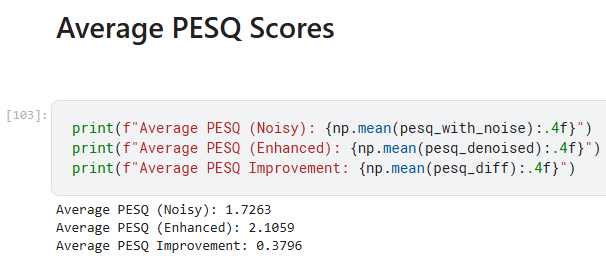 Average PESQ Scores
[103]:
print(f"Average PESQ (Noisy): {np.mean(pesq_with_noise):.4f}")
print(f"Average PESQ (Enhanced): {np.mean(pesq_denoised):.4f}")
print(f"Average PESQ Improvement: {np.mean(pesq_diff):.4f}")
Average PESQ (Noisy): 1.7263
Average PESQ (Enhanced): 2.1059
Average PESQ Improvement: 0.3796